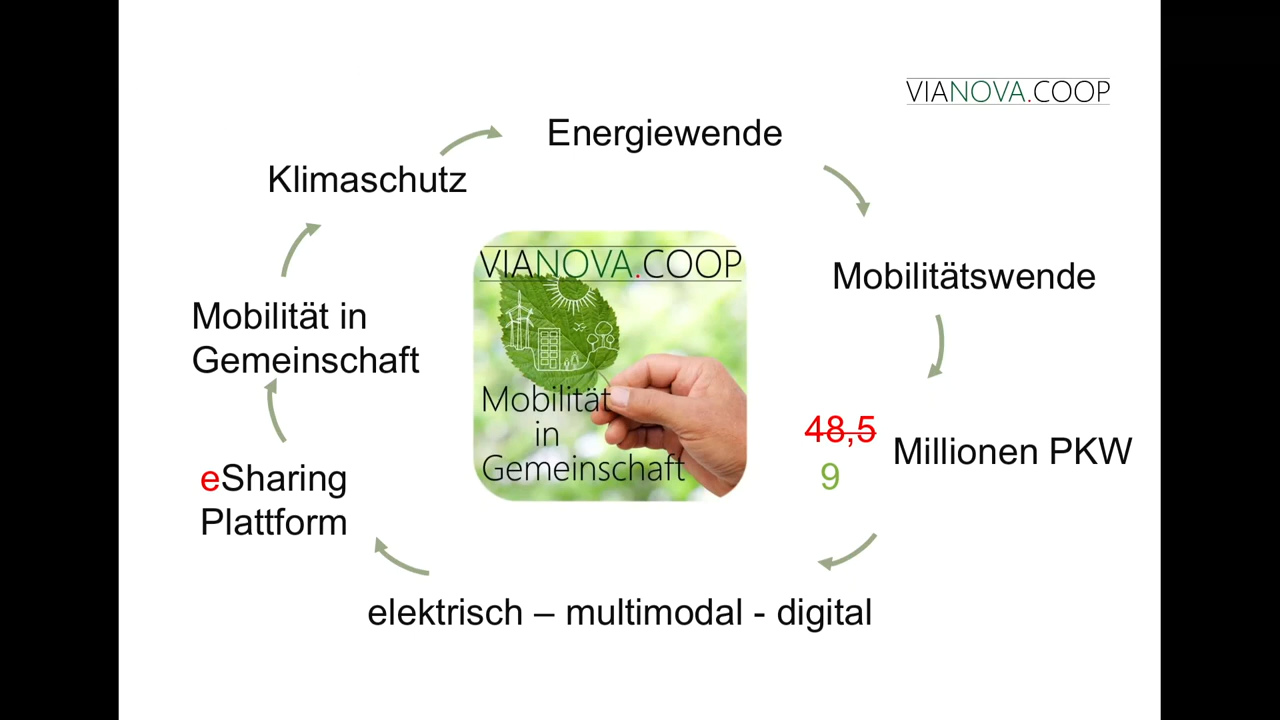 VIANOVA.COOP
Energiewende
Klimaschutz
VIANOVA.COOP
Mobilitätswende
Mobilität in
Gemeinschaft
Mobilität
in
Gemeinschaft
48,5
Millionen PKW
9
eSharing
Plattform
elektrisch – multimodal - digital